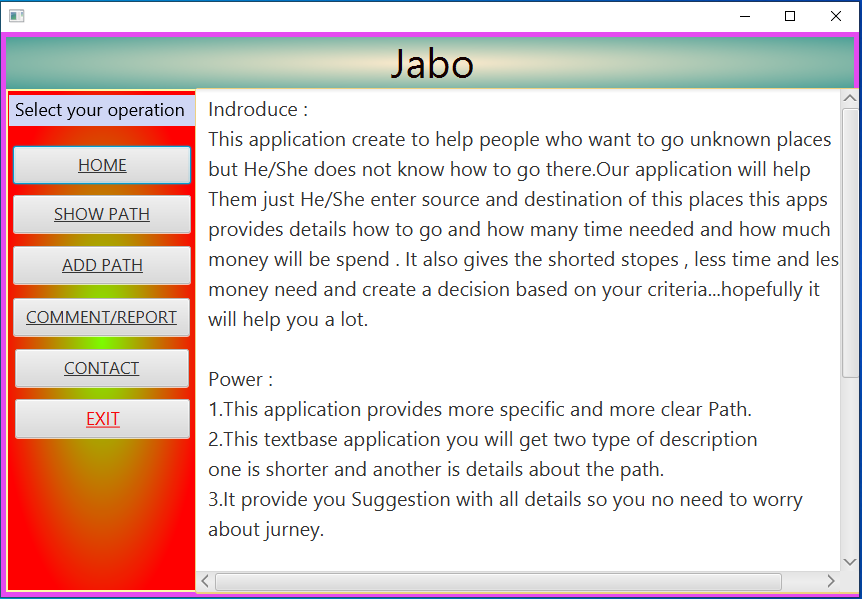 Jabo
Select your operation
HOME
SHOW PATH
ADD PATH
COMMENT/REPORT
CONTACT
EXIT
Indroduce :
This application create to help people who want to go unknown places
but He/She does not know how to go there.Our application will help
Them just He/She enter source and destination of this places this apps
provides details how to go and how many time needed and how much
money will be spend . It also gives the shorted stopes , less time and les
money need and create a decision based on your criteria...hopefully it
will help you a lot.
Power :
1.This application provides more specific and more clear Path.
2.This textbase application you will get two type of description
one is shorter and another is details about the path.
3.It provide you Suggestion with all details so you no need to worry
about jurney.